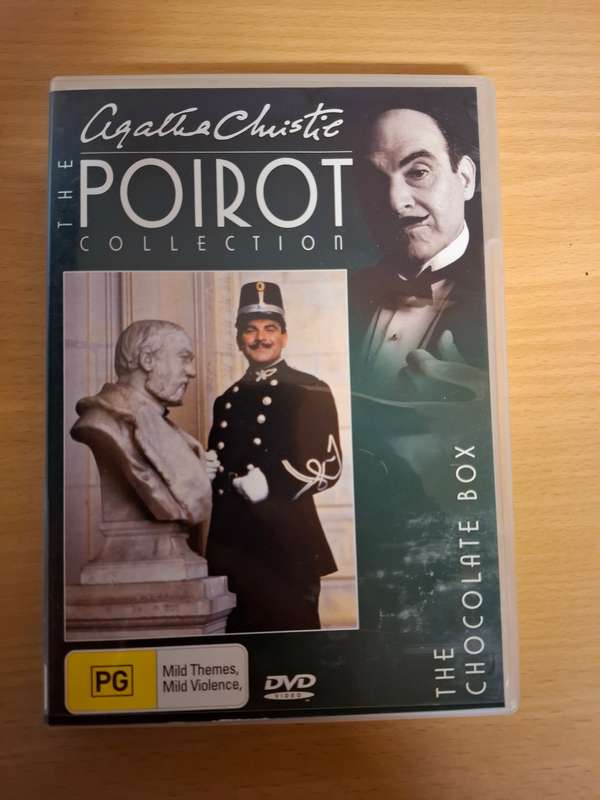 Agatha Christie
THE
POIROT
COLLECTION
THE
CHOCOLATE BOX
PG
Mild Themes,
Mild Violence,
DVD
VIDEO